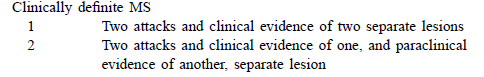 Clinically definite MS
1 Two attacks and clinical evidence of two separate lesions
2 Two attacks and clinical evidence of one, and paraclinical
evidence of another, separate lesion